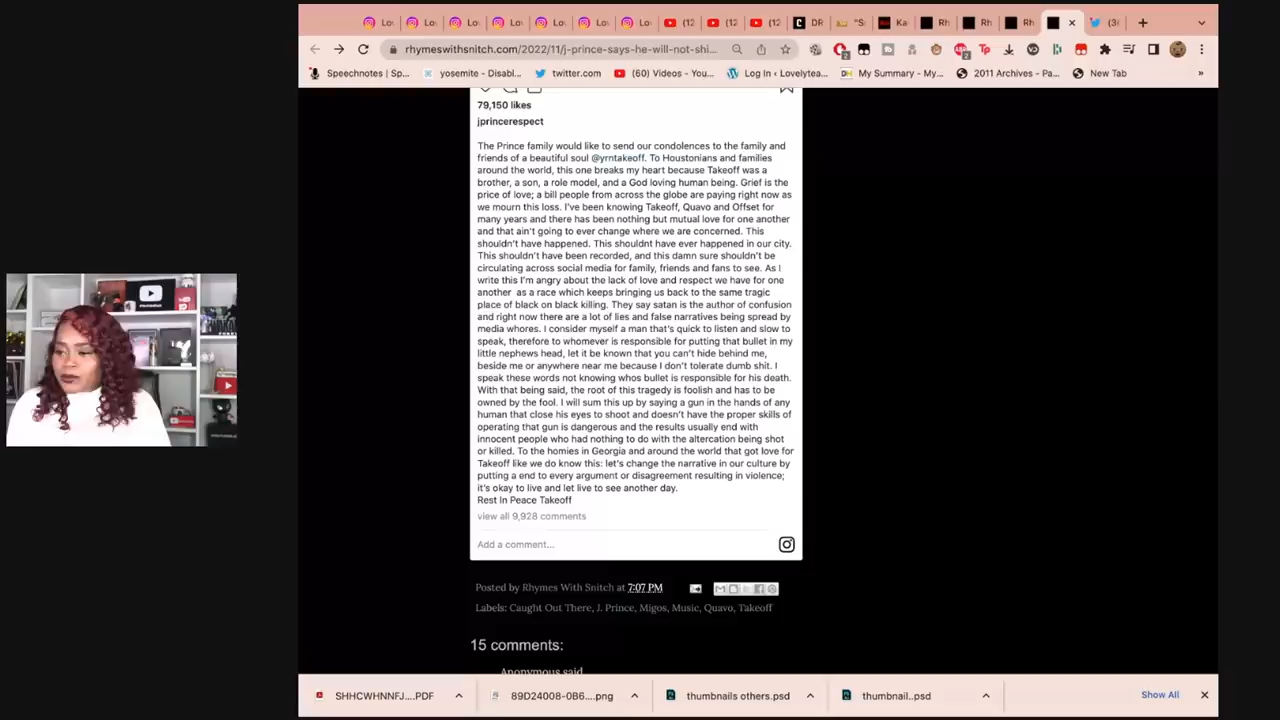 Lo
Lo
Lo
Lo
Lo
Lo
Lo
(12
(12
(12
DR
"S
Ka
Rh
Rh
Rh
(3
rhymeswithsnitch.com/2022/11/j-prince-says-he-will-not-shi...
Speechnotes | Sp...
yosemite - Disabl...
twitter.com
(60) Videos - You...
Log In ‹ Lovelytea...
My Summary - My...
2011 Archives - Pa...
New Tab
»
79,150 likes
jprincerespect
The Prince family would like to send our condolences to the family and
friends of a beautiful soul @yrntakeoff. To Houstonians and families
around the world, this one breaks my heart because Takeoff was a
brother, a son, a role model, and a God loving human being. Grief is the
price of love; a bill people from across the globe are paying right now as
we mourn this loss. I've been knowing Takeoff, Quavo and Offset for
many years and there has been nothing but mutual love for one another
and that ain't going to ever change where we are concerned. This
shouldn't have happened. This shouldnt have ever happened in our city.
This shouldn't have been recorded, and this damn sure shouldn't be
circulating across social media for family, friends and fans to see. As I
write this I'm angry about the lack of love and respect we have for one
another as a race which keeps bringing us back to the same tragic
place of black on black killing. They say satan is the author of confusion
and right now there are a lot of lies and false narratives being spread by
media whores. I consider myself a man that's quick to listen and slow to
speak, therefore to whomever is responsible for putting that bullet in my
little nephews head, let it be known that you can't hide behind me,
beside me or anywhere near me because I don't tolerate dumb shit. I
speak these words not knowing whos bullet is responsible for his death.
With that being said, the root of this tragedy is foolish and has to be
owned by the fool. I will sum this up by saying a gun in the hands of any
human that close his eyes to shoot and doesn't have the proper skills of
operating that gun is dangerous and the results usually end with
innocent people who had nothing to do with the altercation being shot
or killed. To the homies in Georgia and around the world that got love for
Takeoff like we do know this: let's change the narrative in our culture by
putting a end to every argument or disagreement resulting in violence;
it's okay to live and let live to see another day.
Rest In Peace Takeoff
view all 9,928 comments
Add a comment...
Posted by Rhymes With Snitch at 7:07 PM
Labels: Caught Out There, J. Prince, Migos, Music, Quavo, Takeoff
15 comments:
Anonymous said
SHHCWHNNFJ....PDF
89D24008-0B6....png
thumbnails others.psd
thumbnail..psd
Show All